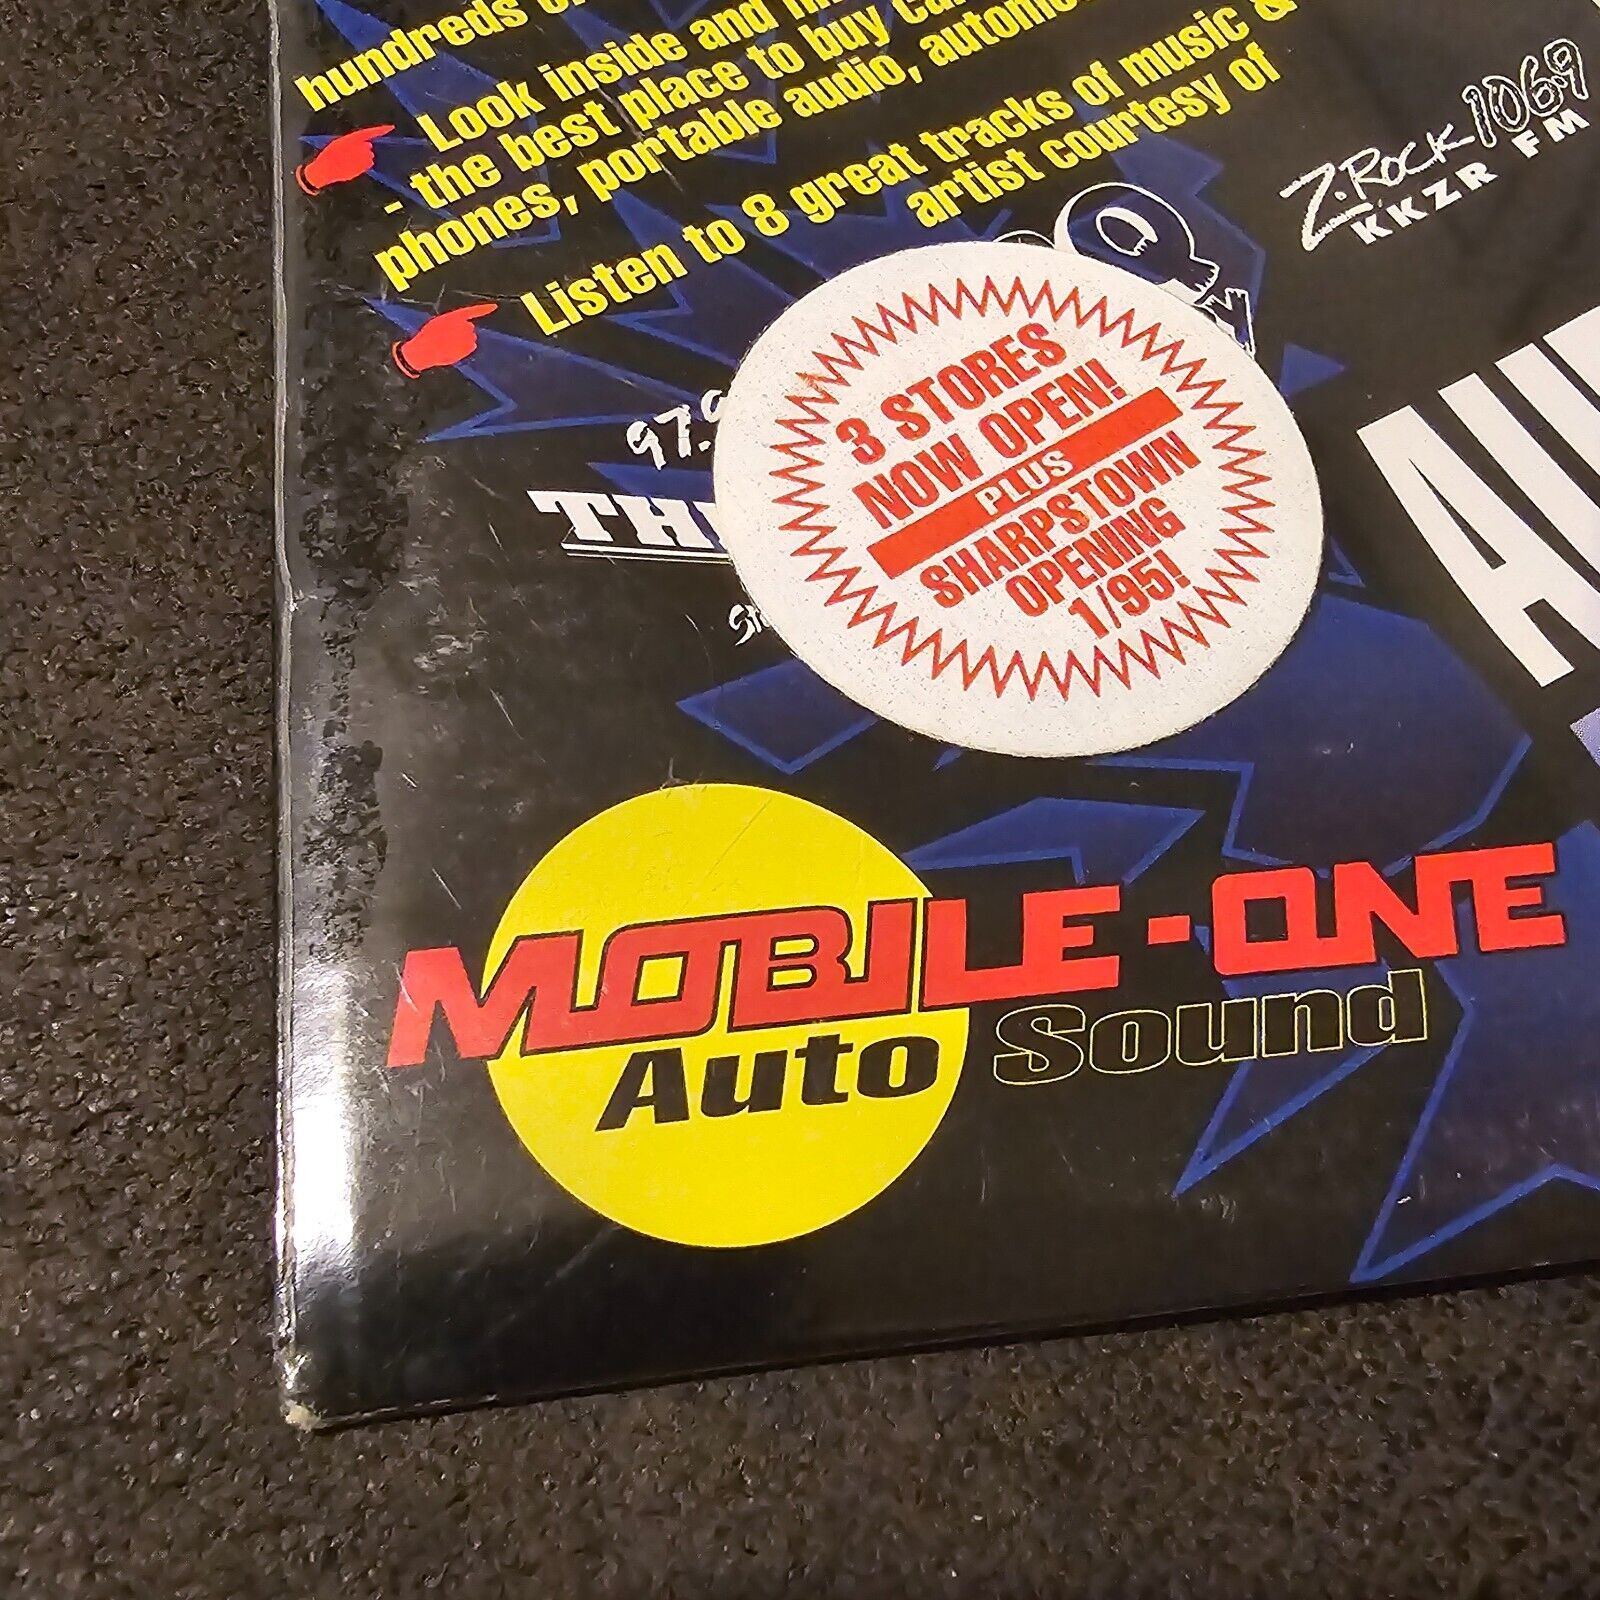 hundreds
Look inside and
- the best place to buy
phones, portable audio,
Listen to 8 great tracks of music &
artist courtesy of
Z-ROCK 106.9
KKZR FM
97.9
3 STORES
NOW OPEN!
PLUS
SHARPSTOWN
OPENING
1/95!
MOBILE-ONE
Auto Sound